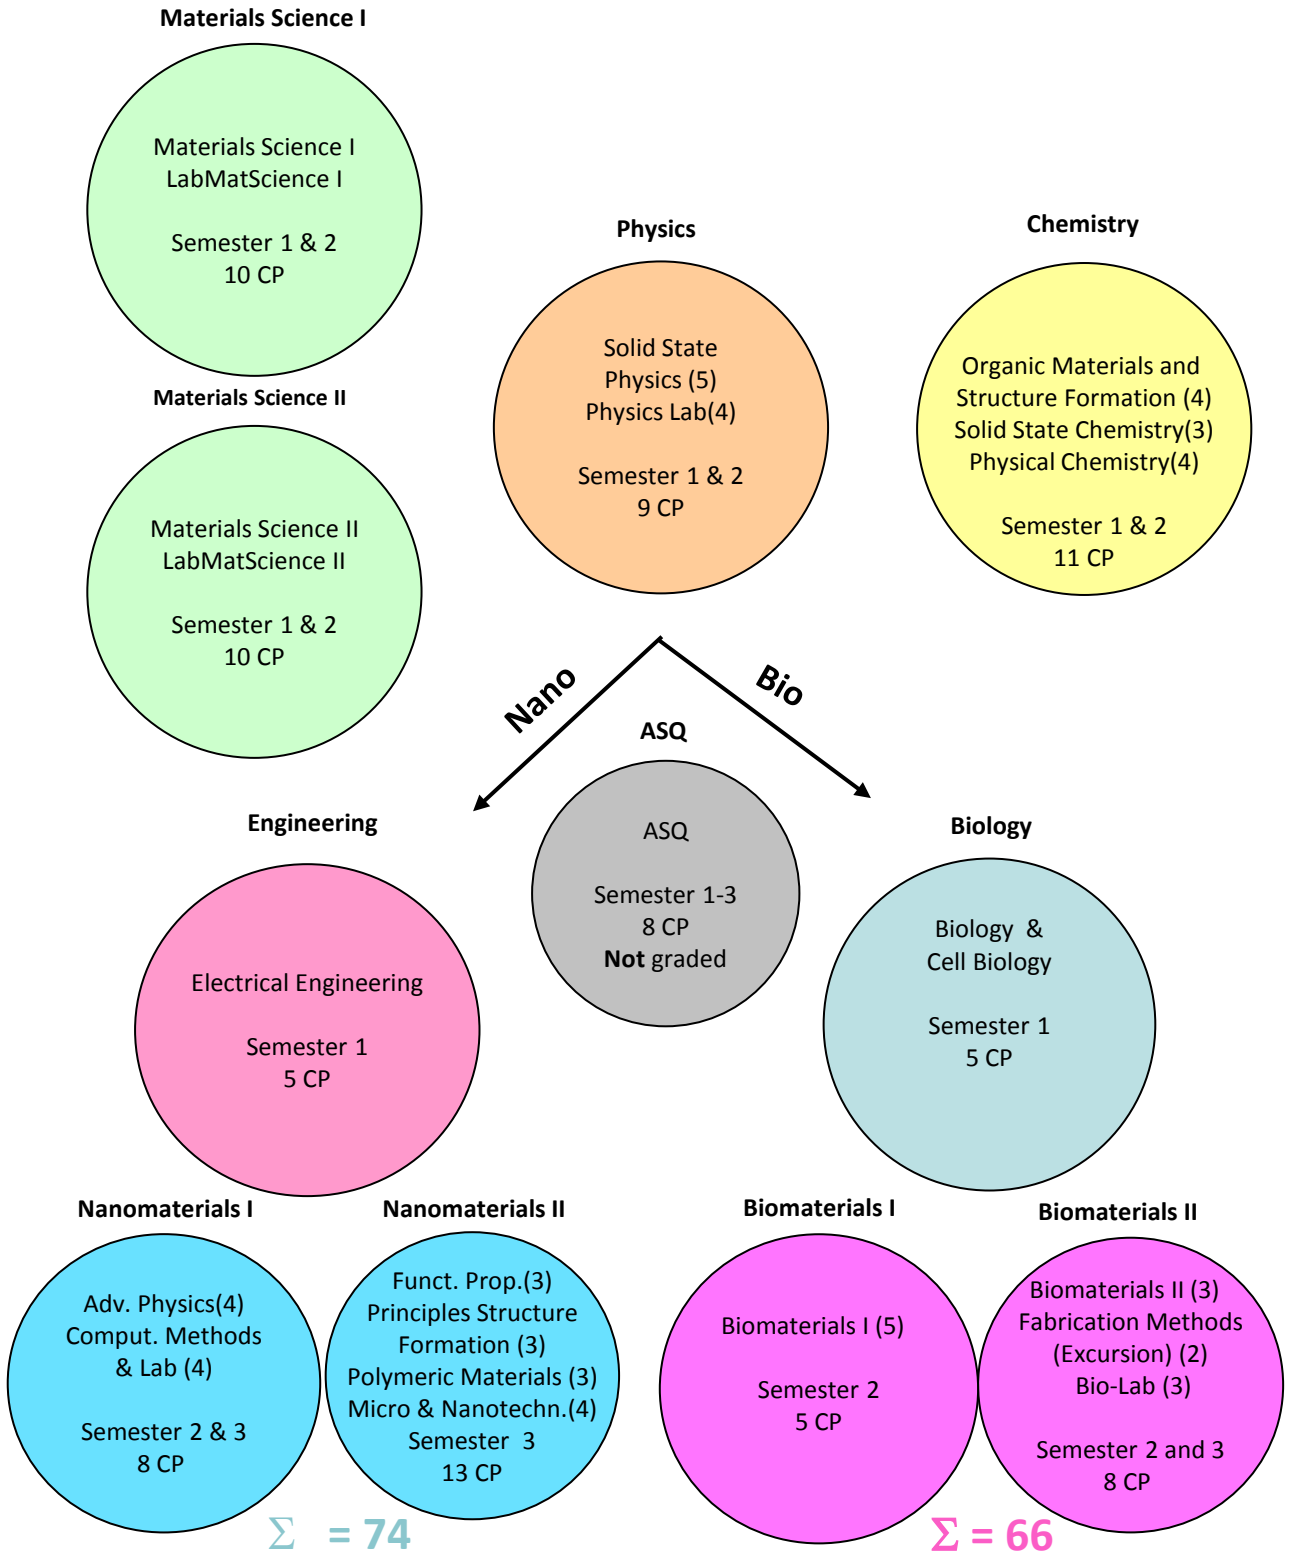 Materials Science I
Materials Science I
LabMatScience I
Semester 1 & 2
10 CP
Materials Science II
Materials Science II
LabMatScience II
Semester 1 & 2
10 CP
Physics
Solid State
Physics (5)
Physics Lab(4)
Semester 1 & 2
9 CP
Chemistry
Organic Materials and
Structure Formation (4)
Solid State Chemistry(3)
Physical Chemistry(4)
Semester 1 & 2
11 CP
Nano
Bio
ASQ
ASQ
Semester 1-3
8 CP
Not graded
Engineering
Electrical Engineering
Semester 1
5 CP
Biology
Biology &
Cell Biology
Semester 1
5 CP
Nanomaterials I
Adv. Physics(4)
Comput. Methods
& Lab (4)
Semester 2 & 3
8 CP
Nanomaterials II
Funct. Prop.(3)
Principles Structure
Formation (3)
Polymeric Materials (3)
Micro & Nanotechn.(4)
Semester 3
13 CP
Biomaterials I
Biomaterials I (5)
Semester 2
5 CP
Biomaterials II
Biomaterials II (3)
Fabrication Methods
(Excursion) (2)
Bio-Lab (3)
Semester 2 and 3
8 CP
Σ = 74
Σ = 66